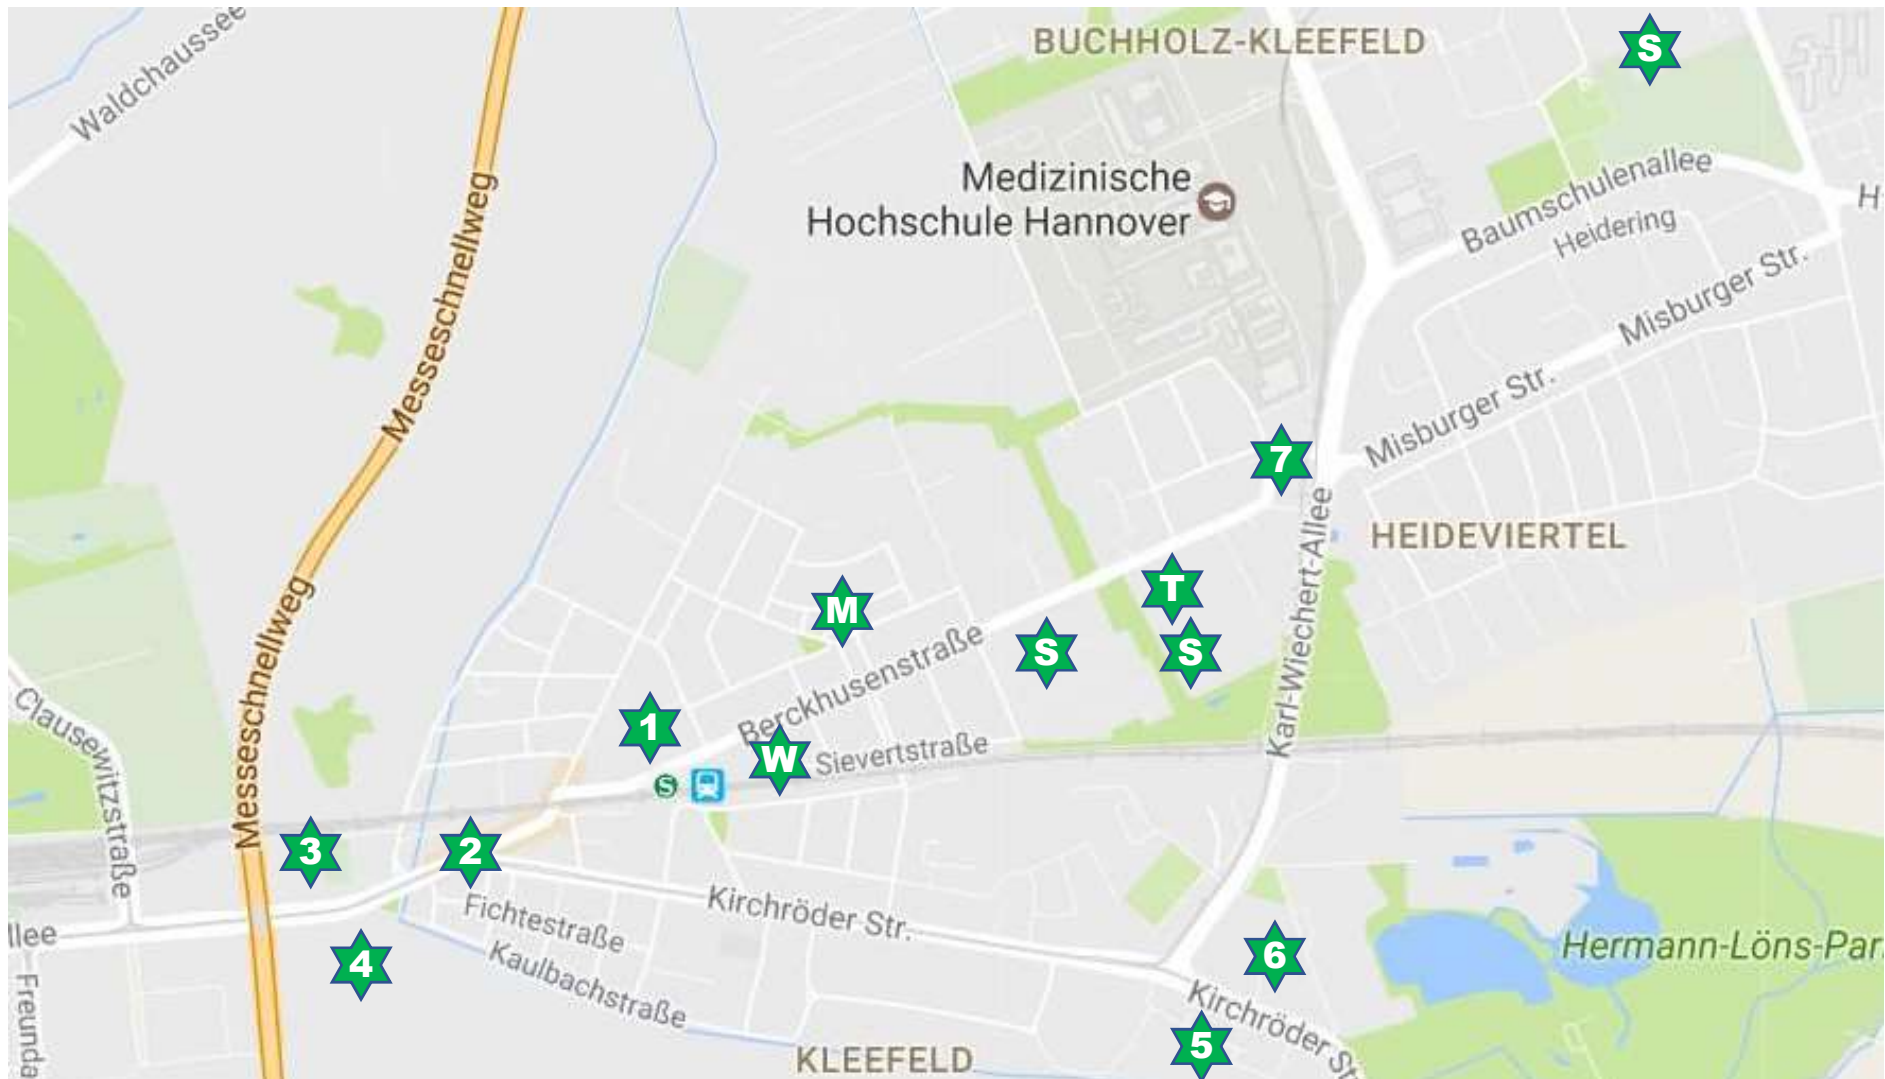 Waldchaussee
BUCHHOLZ-KLEEFELD
S
Medizinische
Hochschule Hannover
Messeschnellweg
Baumschulenallee
Heidering
H
Misburger Str.
Messeschnellweg
Misburger Str.
7
Karl-Wiechert-Allee
HEIDEVIERTEL
Messeschnellweg
M
T
S
S
Berckhusenstraße
1
W
Sievertstraße
S
Clausewitzstraße
3
2
Fichtestraße
Kirchröder Str.
llee
4
Kaulbachstraße
6
Hermann-Löns-Par
Freunda
Kirchröder St
5
KLEEFELD